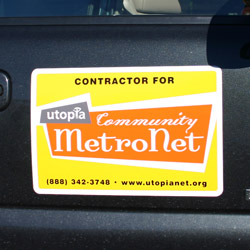 CONTRACTOR FOR
utopia
Community
MetroNet
(888) 342-3748 · www.utopianet.org